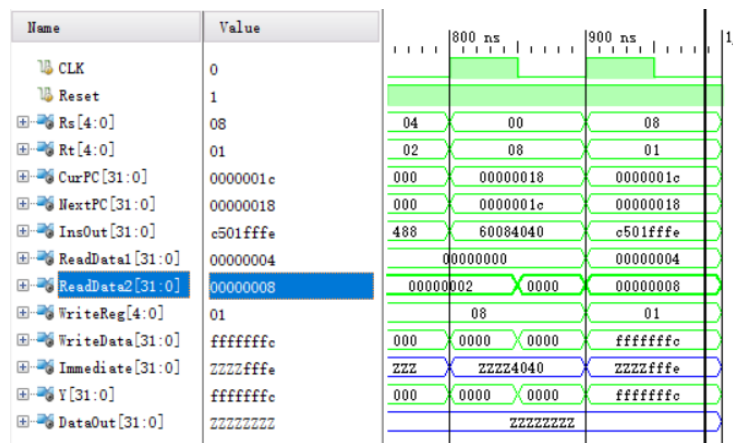 Name Value 800 ns 900 ns 1
CLK 0
Reset 1
Rs[4:0] 08 04 00 08
Rt[4:0] 01 02 08 01
CurPC[31:0] 0000001c 000 00000018 0000001c
NextPC[31:0] 00000018 000 0000001c 00000018
InsOut[31:0] c501fffe 488 60084040 c501fffe
ReadData1[31:0] 00000004 00000000 00000004
ReadData2[31:0] 00000008 00000002 0000 00000008
WriteReg[4:0] 01 08 01
WriteData[31:0] fffffffc 000 0000 0000 fffffffc
Immediate[31:0] ZZZZfffe ZZZ ZZZZ4040 ZZZZfffe
Y[31:0] fffffffc 000 0000 0000 fffffffc
DataOut[31:0] ZZZZZZZZ ZZZZZZZZ